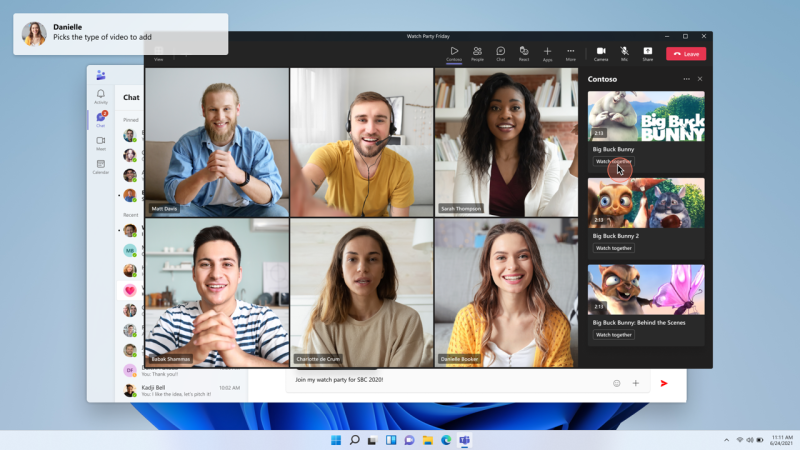 Danielle
Picks the type of video to add
Watch Party Friday
View
Contoso
People
Chat
React
Apps
More
Camera
Mic
Share
Leave
Activity
Chat
2
Meet
Calendar
Chat
Pinned
Recent
MB
DF
You: Thank you!!
Kadji Bell
10:02 AM
You: I like the idea, let's pitch it!
Matt Davis
Sarah Thompson
Babak Shammas
Charlotte de Crum
Danielle Booker
Contoso
Big Buck
BUNNY
2:13
Big Buck Bunny
Watch together
2:13
Big Buck Bunny 2
Watch together
2:13
Big Buck Bunny: Behind the Scenes
Watch together
Join my watch party for SBC 2020!
11:11 AM
6/24/2021